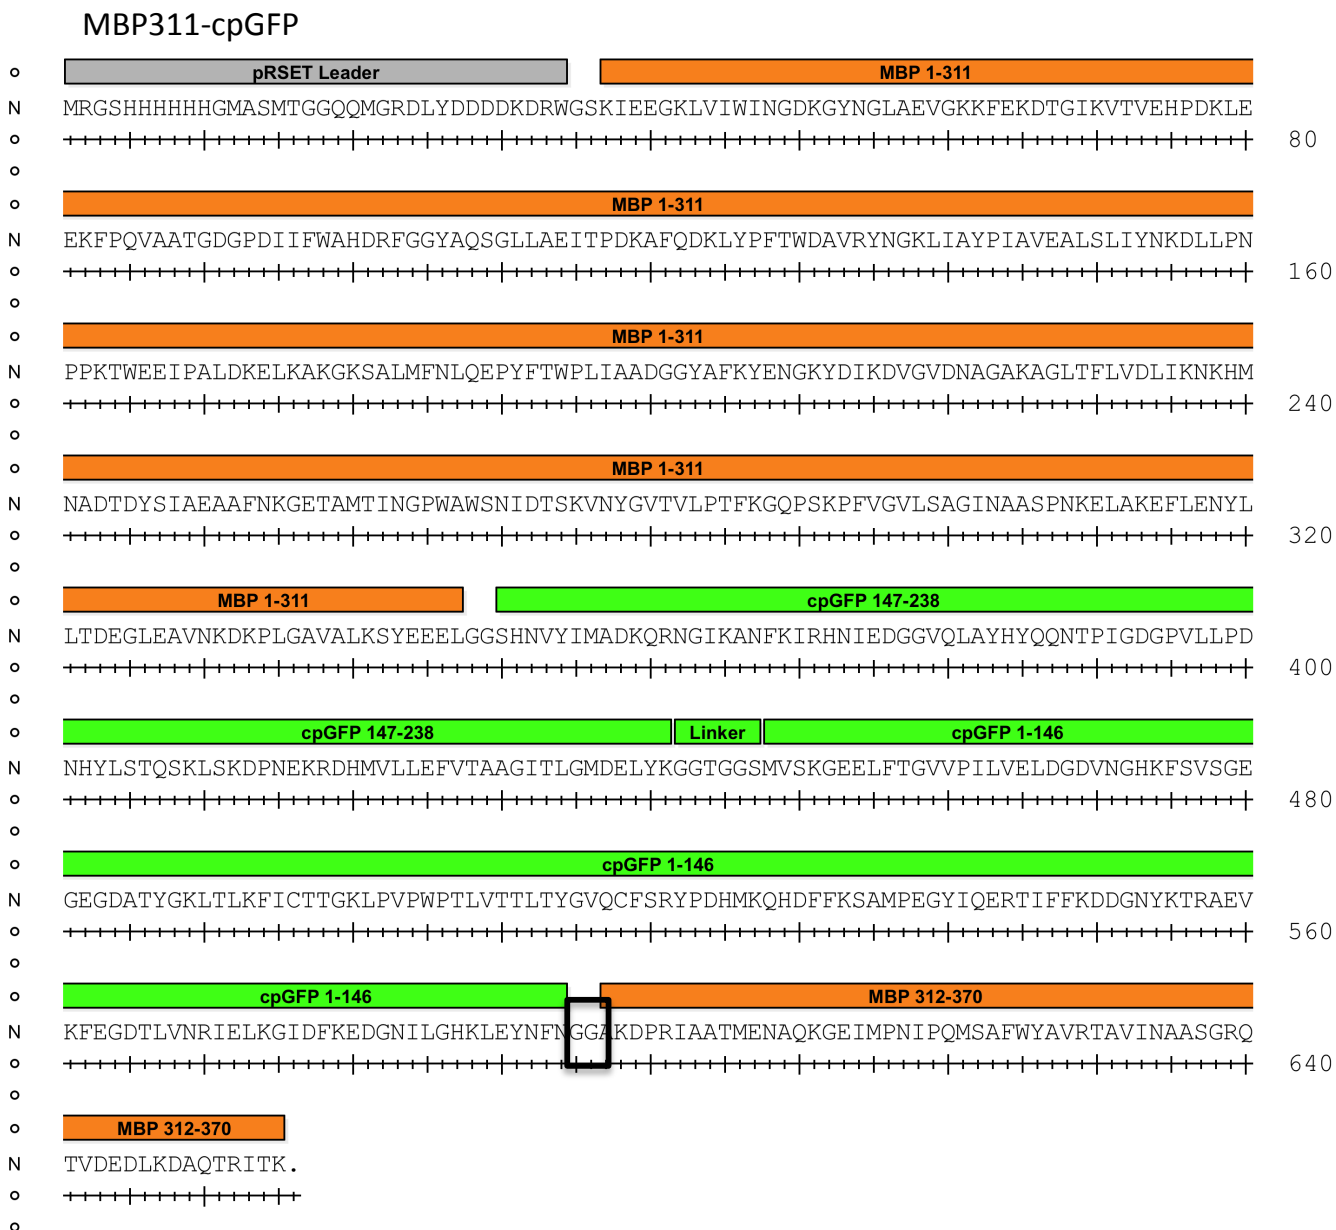 MBP311-cpGFP
pRSET Leader MBP 1-311
N MRGSHHHHHHGMASMTGGQQMGRDLYDDDDKDRWGSKIEEGKLVIWINGDKGYNGLAEVGKKFEKDTGIKVTVEHPDKLE
80
MBP 1-311
N EKFPQVAATGDGPDIIFWAHDRFGGYAQSGLLAEITPDKAFQDKLYPFTWDAVRYNGKLIAYPIAVEALSLIYNKDLLPN
160
MBP 1-311
N PPKTWEEIPALDKELKAKGKSALMFNLQEPYFTWPLIAADGGYAFKYENGKYDIKDVGVDNAGAKAGLTFLVDLIKNKHM
240
MBP 1-311
N NADTDYSIAEAAFNKGETAMTINGPWAWSNIDTSKVNYGVTVLPTFKGQPSKPFVGVLSAGINAASPNKELAKEFLENYL
320
MBP 1-311 cpGFP 147-238
N LTDEGLEAVNKDKPLGAVALKSYEEELGGSHNVYIMADKQRNGIKANFKIRHNIEDGGVQLAYHYQQNTPIGDGPVLLPD
400
cpGFP 147-238 Linker cpGFP 1-146
N NHYLSTQSKLSKDPNEKRDHMVLLEFVTAAGITLGMDELYKGGTGGSMVSKGEELFTGVVPILVELDGDVNGHKFSVSGE
480
cpGFP 1-146
N GEGDATYGKLTLKFICTTGKLPVPWPTLVTTLTYGVQCFSRYPDHMKQHDFFKSAMPEGYIQERTIFFKDDGNYKTRAEV
560
cpGFP 1-146 MBP 312-370
N KFEGDTLVNRIELKGIDFKEDGNILGHKLEYNFNGGAKDPRIAATMENAQKGEIMPNIPQMSAFWYAVRTAVINAASGRQ
640
MBP 312-370
N TVDEDLKDAQTRITK.